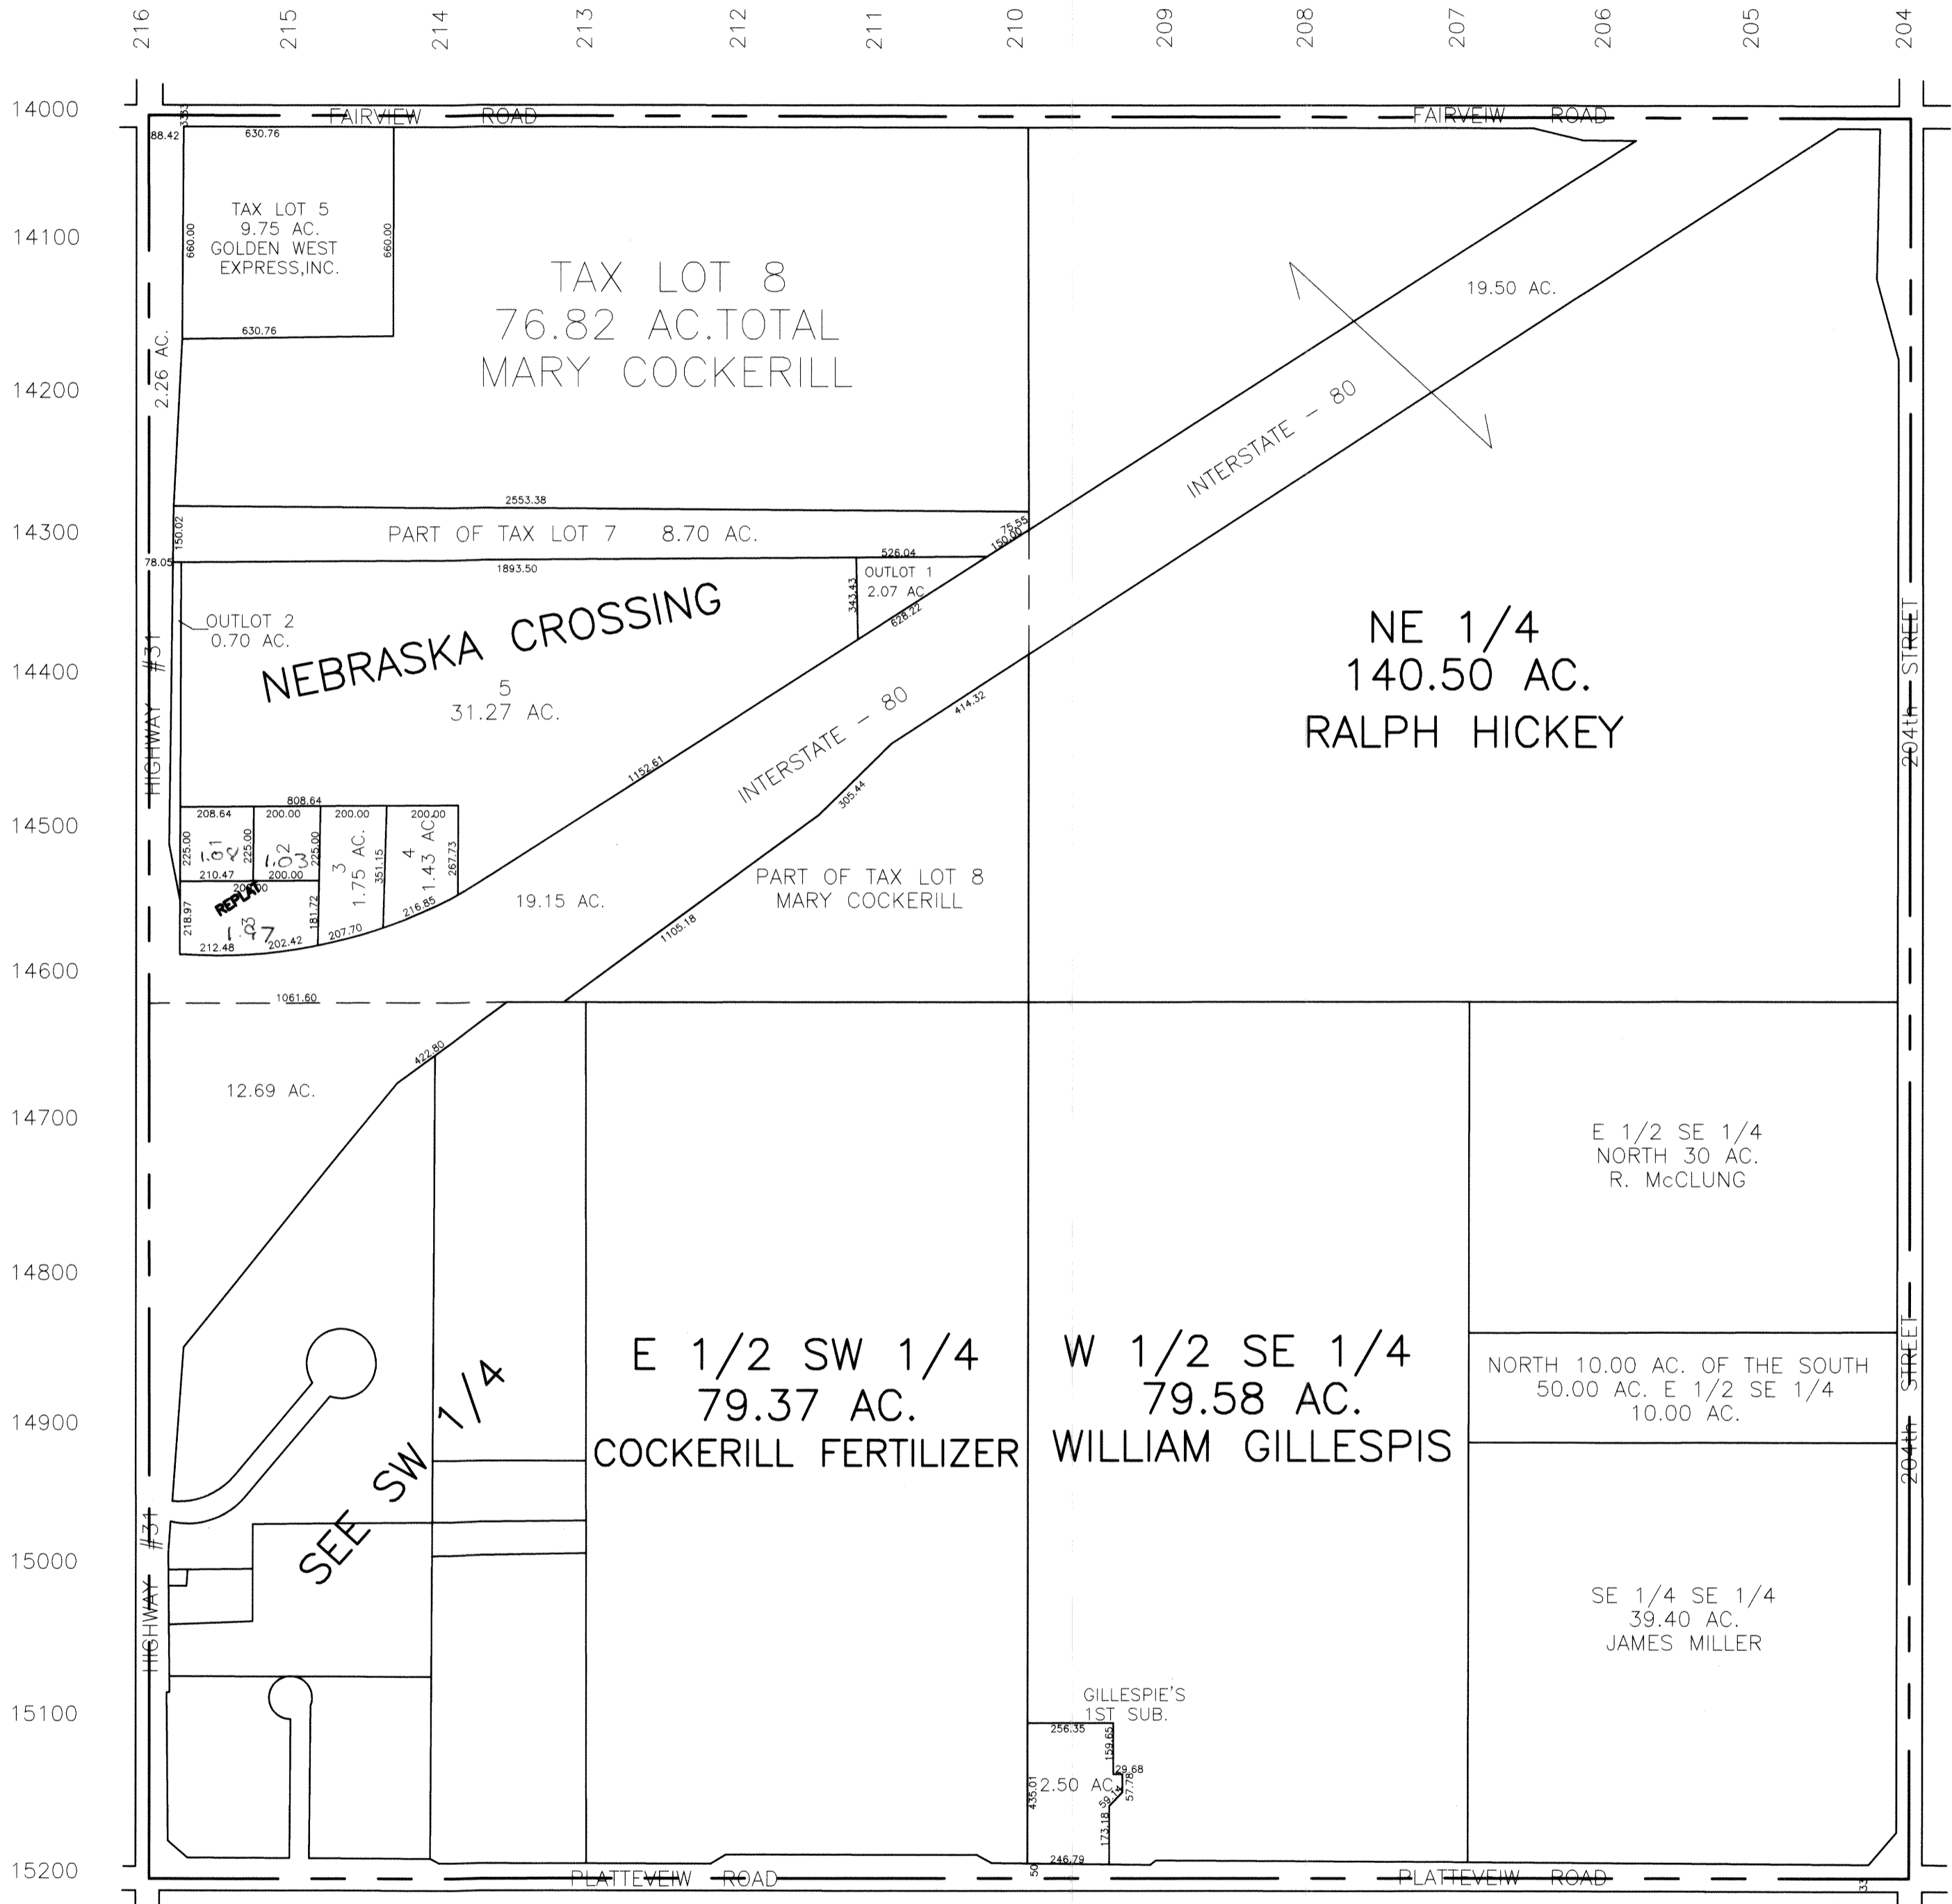 216 215 214 213 212 211 210 209 208 207 206 205 204
14000
14100
14200
14300
14400
14500
14600
14700
14800
14900
15000
15100
15200
FAIRVIEW ROAD
FAIRVEIW ROAD
88.42
630.76
TAX LOT 5
9.75 AC.
GOLDEN WEST
EXPRESS,INC.
660.00
660.00
630.76
2.26 AC.
TAX LOT 8
76.82 AC.TOTAL
MARY COCKERILL
19.50 AC.
INTERSTATE - 80
2553.38
150.02
PART OF TAX LOT 7 8.70 AC.
75.55
150.00
78.05
1893.50
526.04
OUTLOT 1
2.07 AC
343.43
628.22
OUTLOT 2
0.70 AC.
NEBRASKA CROSSING
5
31.27 AC.
HIGHWAY #31
NE 1/4
140.50 AC.
RALPH HICKEY
204th STREET
INTERSTATE - 80
414.32
1152.61
305.44
808.64
208.64
200.00
200.00
200.00
225.00
1
1.02
225.00
2
1.03
225.00
3
1.75 AC.
351.15
4
1.43 AC
267.73
210.47
200.00
REPLAT
218.97
181.72
212.48
202.42
207.70
216.85
19.15 AC.
PART OF TAX LOT 8
MARY COCKERILL
1105.18
1061.60
422.80
12.69 AC.
E 1/2 SE 1/4
NORTH 30 AC.
R. McCLUNG
E 1/2 SW 1/4
79.37 AC.
COCKERILL FERTILIZER
W 1/2 SE 1/4
79.58 AC.
WILLIAM GILLESPIS
NORTH 10.00 AC. OF THE SOUTH
50.00 AC. E 1/2 SE 1/4
10.00 AC.
204th STREET
SEE SW 1/4
HIGHWAY #31
SE 1/4 SE 1/4
39.40 AC.
JAMES MILLER
GILLESPIE'S
1ST SUB.
256.35
159.65
29.68
57.78
2.50 AC.
435.01
173.18
246.79
50
33
PLATTEVEIW ROAD
PLATTEVEIW ROAD